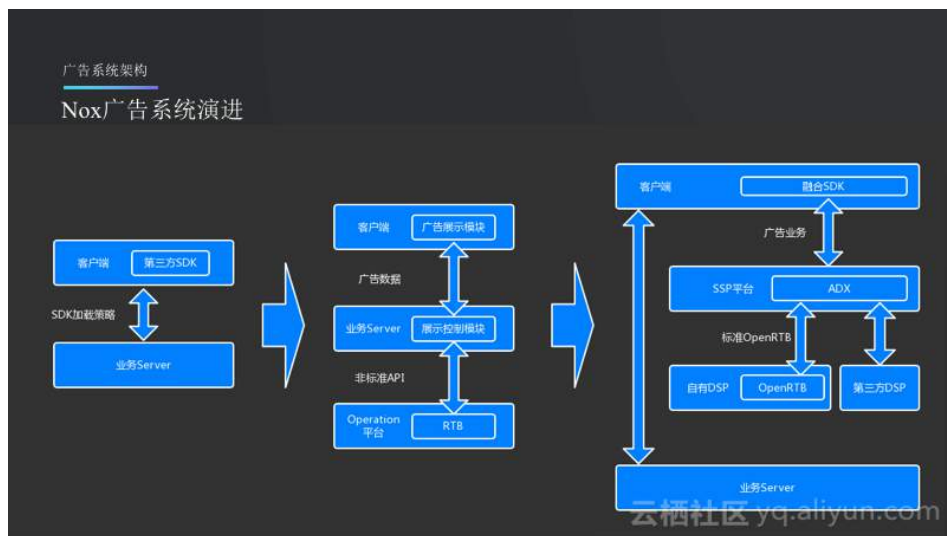 广告系统架构
Nox广告系统演进
客户端
第三方SDK
SDK加载策略
业务Server
客户端
广告展示模块
广告数据
业务Server
展示控制模块
非标准API
Operation
平台
RTB
客户端
融合SDK
广告业务
SSP平台
ADX
标准OpenRTB
自有DSP
OpenRTB
第三方DSP
业务Server
云栖社区 yq.aliyun.com